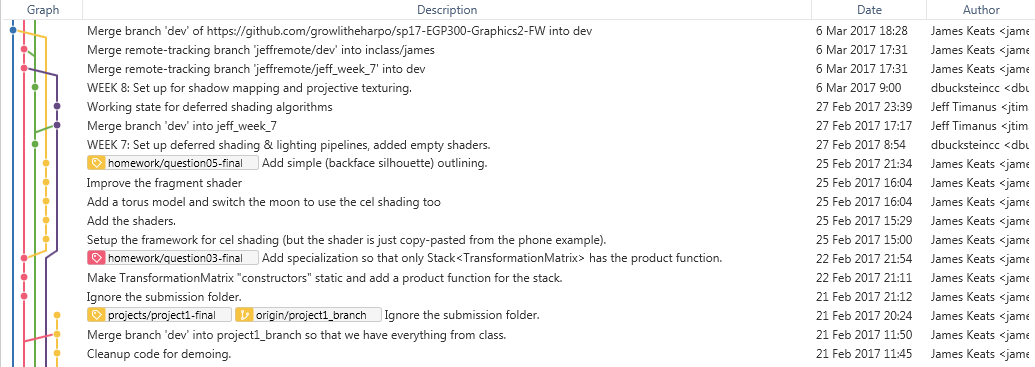 Graph Description Date Author
Merge branch 'dev' of https://github.com/growlitheharpo/sp17-EGP300-Graphics2-FW into dev 6 Mar 2017 18:28 James Keats <jame
Merge remote-tracking branch 'jeffremote/dev' into inclass/james 6 Mar 2017 17:31 James Keats <jame
Merge remote-tracking branch 'jeffremote/jeff_week_7' into dev 6 Mar 2017 17:31 James Keats <jame
WEEK 8: Set up for shadow mapping and projective texturing. 6 Mar 2017 9:00 dbucksteincc <dbu
Working state for deferred shading algorithms 27 Feb 2017 23:39 Jeff Timanus <jtim
Merge branch 'dev' into jeff_week_7 27 Feb 2017 17:17 Jeff Timanus <jtim
WEEK 7: Set up deferred shading & lighting pipelines, added empty shaders. 27 Feb 2017 8:54 dbucksteincc <dbu
homework/question05-final Add simple (backface silhouette) outlining. 25 Feb 2017 21:34 James Keats <jame
Improve the fragment shader 25 Feb 2017 16:04 James Keats <jame
Add a torus model and switch the moon to use the cel shading too 25 Feb 2017 16:04 James Keats <jame
Add the shaders. 25 Feb 2017 15:29 James Keats <jame
Setup the framework for cel shading (but the shader is just copy-pasted from the phone example). 25 Feb 2017 15:00 James Keats <jame
homework/question03-final Add specialization so that only Stack<TransformationMatrix> has the product function. 22 Feb 2017 21:54 James Keats <jame
Make TransformationMatrix "constructors" static and add a product function for the stack. 22 Feb 2017 21:11 James Keats <jame
Ignore the submission folder. 21 Feb 2017 21:12 James Keats <jame
projects/project1-final origin/project1_branch Ignore the submission folder. 21 Feb 2017 20:24 James Keats <jame
Merge branch 'dev' into project1_branch so that we have everything from class. 21 Feb 2017 11:50 James Keats <jame
Cleanup code for demoing. 21 Feb 2017 11:45 James Keats <jame